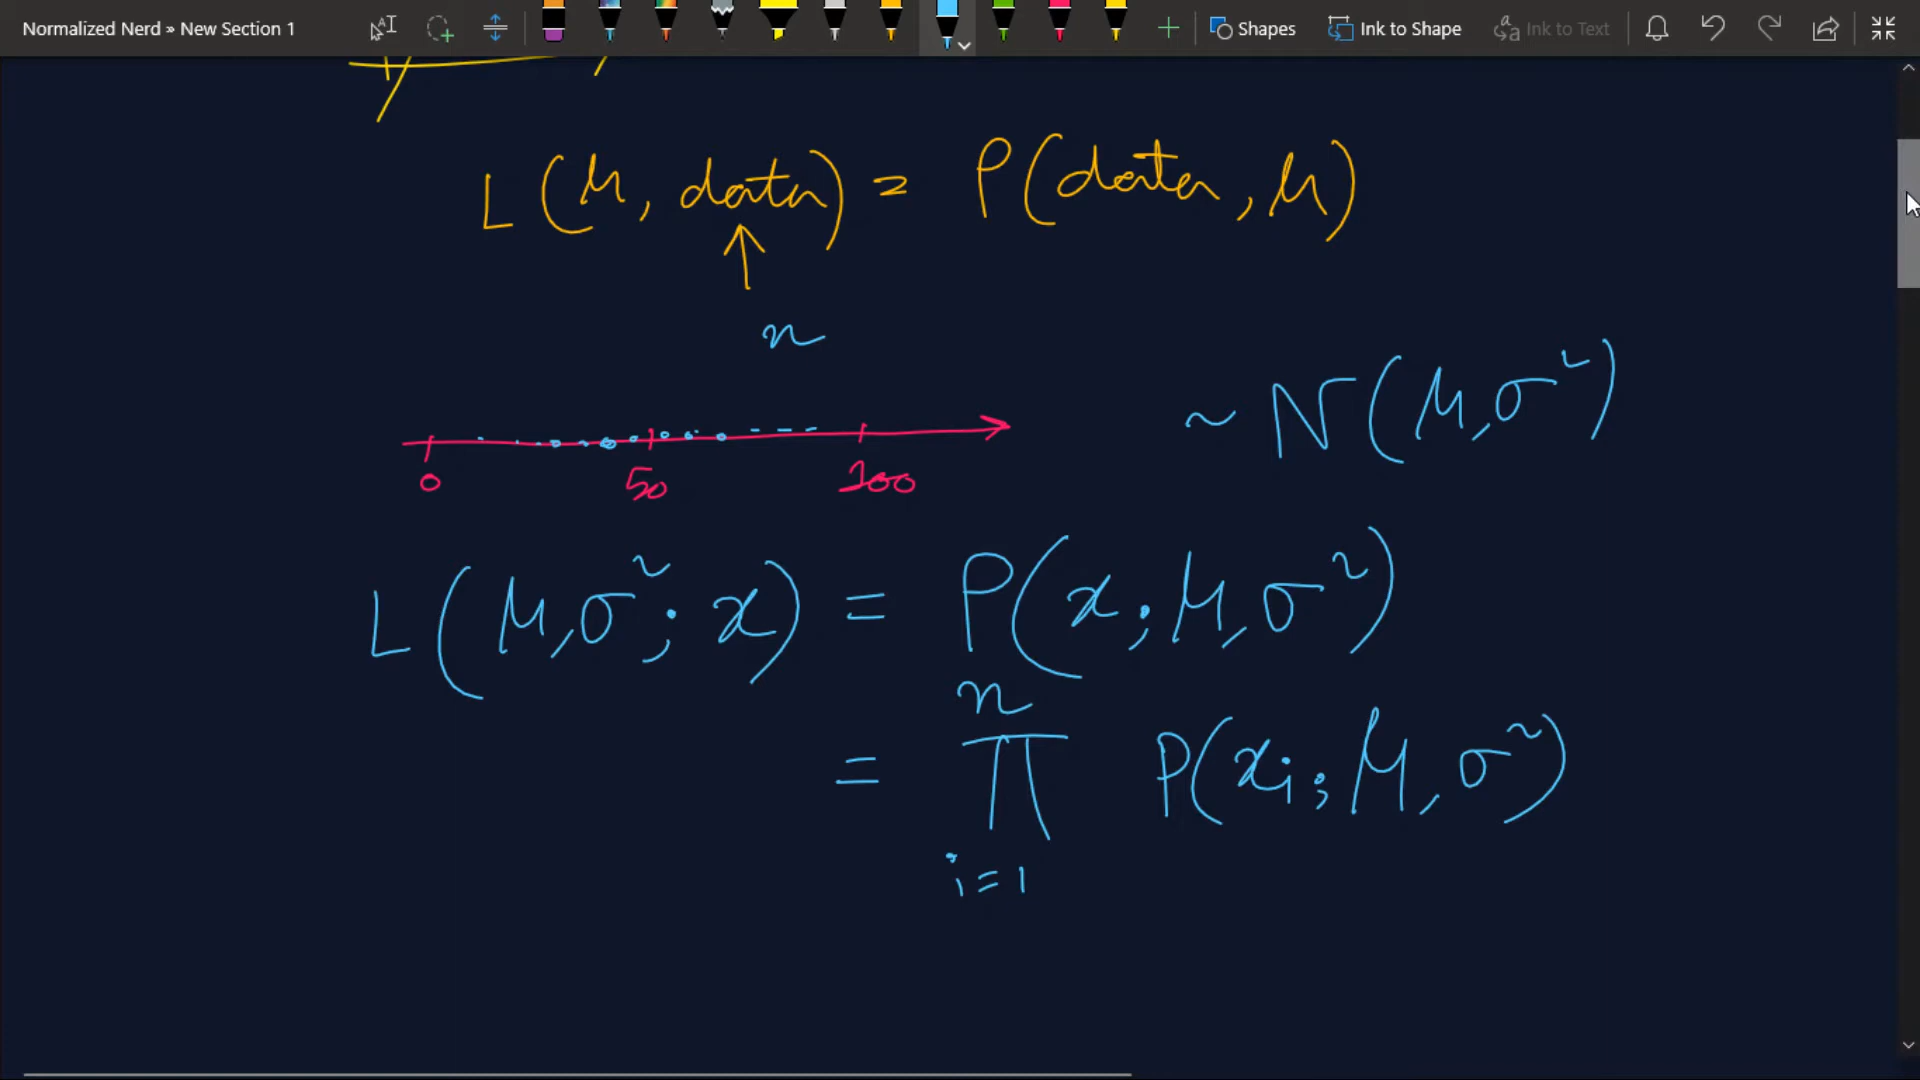 Normalized Nerd » New Section 1
Shapes Ink to Shape Ink to Text
L(μ, data) = P(data, μ)
n
~ N(μ, σ²)
0 50 100
L(μ, σ²; x) = P(x; μ, σ²)
= ∏ⁿᵢ₌₁ P(xᵢ; μ, σ²)